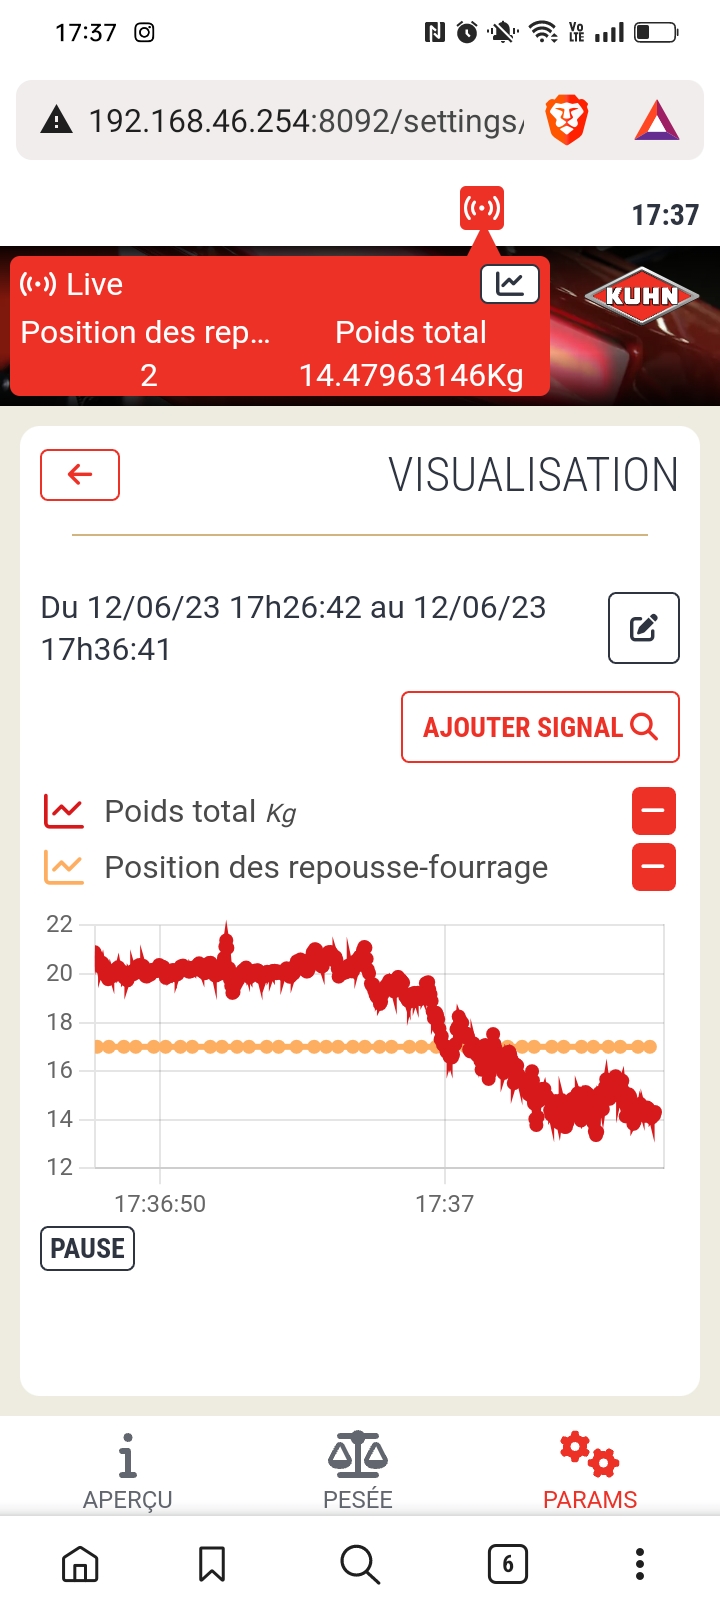 17:37
Vo
LTE
192.168.46.254:8092/settings/
17:37
Live
KUHN
Position des rep... Poids total
2 14.47963146Kg
VISUALISATION
Du 12/06/23 17h26:42 au 12/06/23
17h36:41
AJOUTER SIGNAL
Poids total Kg
Position des repousse-fourrage
22
20
18
16
14
12
17:36:50 17:37
PAUSE
APERÇU PESÉE PARAMS
6